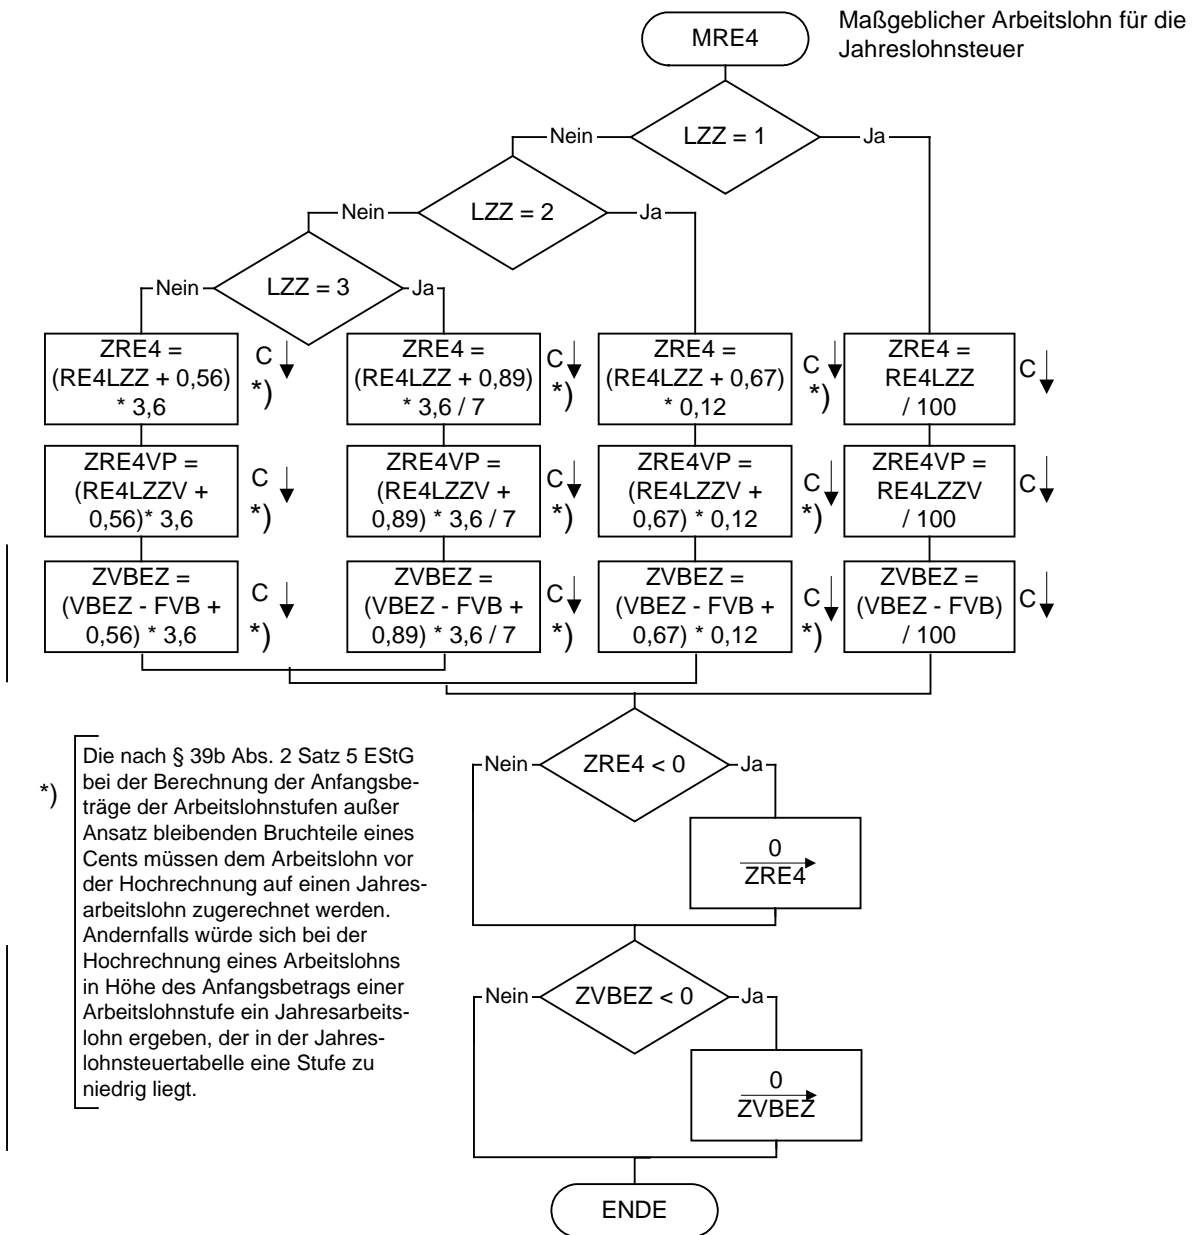 MRE4
Maßgeblicher Arbeitslohn für die
Jahreslohnsteuer
Nein
LZZ = 1
Ja
Nein
LZZ = 2
Ja
Nein
LZZ = 3
Ja
ZRE4 =
(RE4LZZ + 0,56)
* 3,6
C
*)
ZRE4 =
(RE4LZZ + 0,89)
* 3,6 / 7
C
*)
ZRE4 =
(RE4LZZ + 0,67)
* 0,12
C
*)
ZRE4 =
RE4LZZ
/ 100
C
ZRE4VP =
(RE4LZZV +
0,56)* 3,6
C
*)
ZRE4VP =
(RE4LZZV +
0,89) * 3,6 / 7
C
*)
ZRE4VP =
(RE4LZZV +
0,67) * 0,12
C
*)
ZRE4VP =
RE4LZZV
/ 100
C
ZVBEZ =
(VBEZ - FVB +
0,56) * 3,6
C
*)
ZVBEZ =
(VBEZ - FVB +
0,89) * 3,6 / 7
C
*)
ZVBEZ =
(VBEZ - FVB +
0,67) * 0,12
C
*)
ZVBEZ =
(VBEZ - FVB)
/ 100
C
*)
Die nach § 39b Abs. 2 Satz 5 EStG
bei der Berechnung der Anfangsbe-
träge der Arbeitslohnstufen außer
Ansatz bleibenden Bruchteile eines
Cents müssen dem Arbeitslohn vor
der Hochrechnung auf einen Jahres-
arbeitslohn zugerechnet werden.
Andernfalls würde sich bei der
Hochrechnung eines Arbeitslohns
in Höhe des Anfangsbetrags einer
Arbeitslohnstufe ein Jahresarbeits-
lohn ergeben, der in der Jahres-
lohnsteuertabelle eine Stufe zu
niedrig liegt.
Nein
ZRE4 < 0
Ja
0
ZRE4
Nein
ZVBEZ < 0
Ja
0
ZVBEZ
ENDE